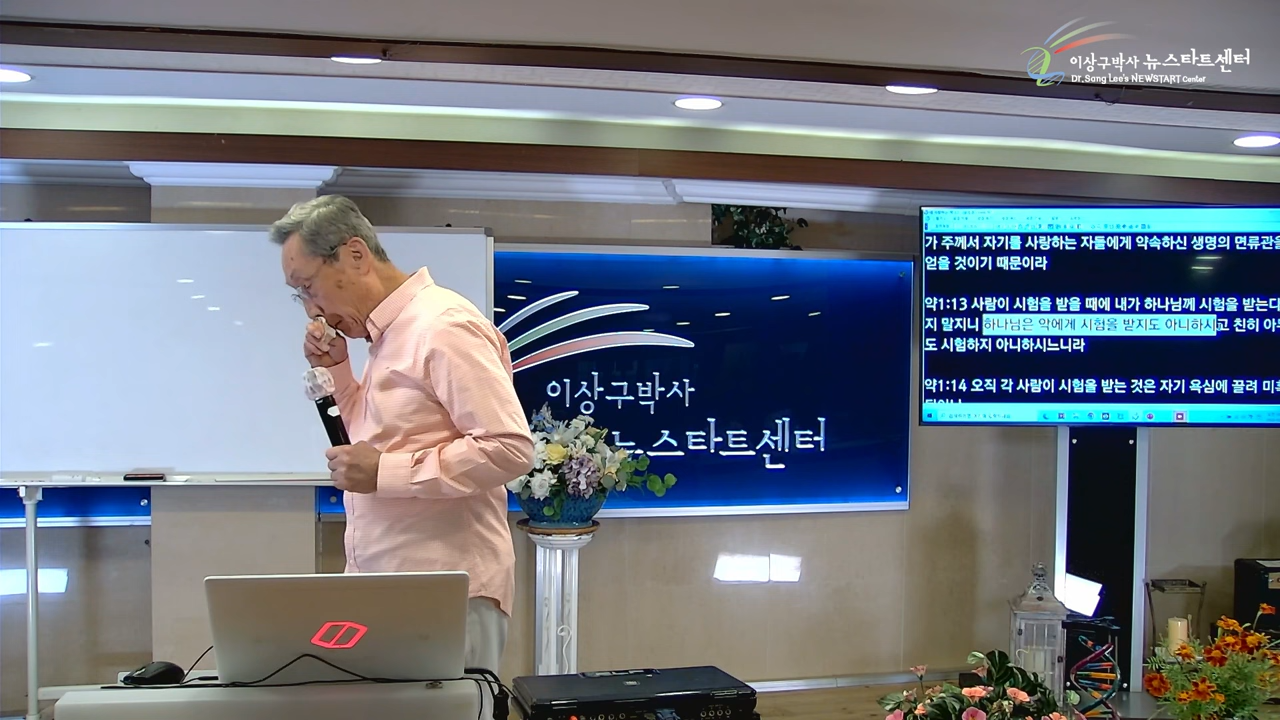 이상구박사 뉴스타트센터
Dr. Sang Lee's NEWSTART Center
이상구박사
뉴스타트센터
가 주께서 자기를 사랑하는 자들에게 약속하신 생명의 면류관을
얻을 것이기 때문이라
약1:13 사람이 시험을 받을 때에 내가 하나님께 시험을 받는다
지 말지니 하나님은 악에게 시험을 받지도 아니하시고 친히 아
도 시험하지 아니하시느니라
약1:14 오직 각 사람이 시험을 받는 것은 자기 욕심에 끌려 미혹